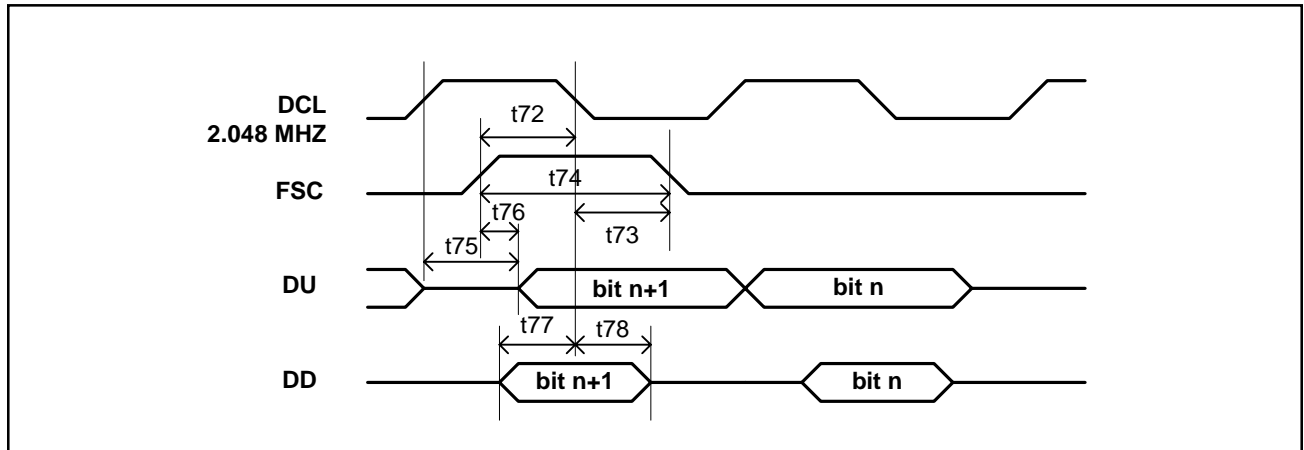 DCL
2.048 MHZ
t72
FSC
t74
t76
t73
t75
DU
bit n+1
bit n
t77
t78
DD
bit n+1
bit n